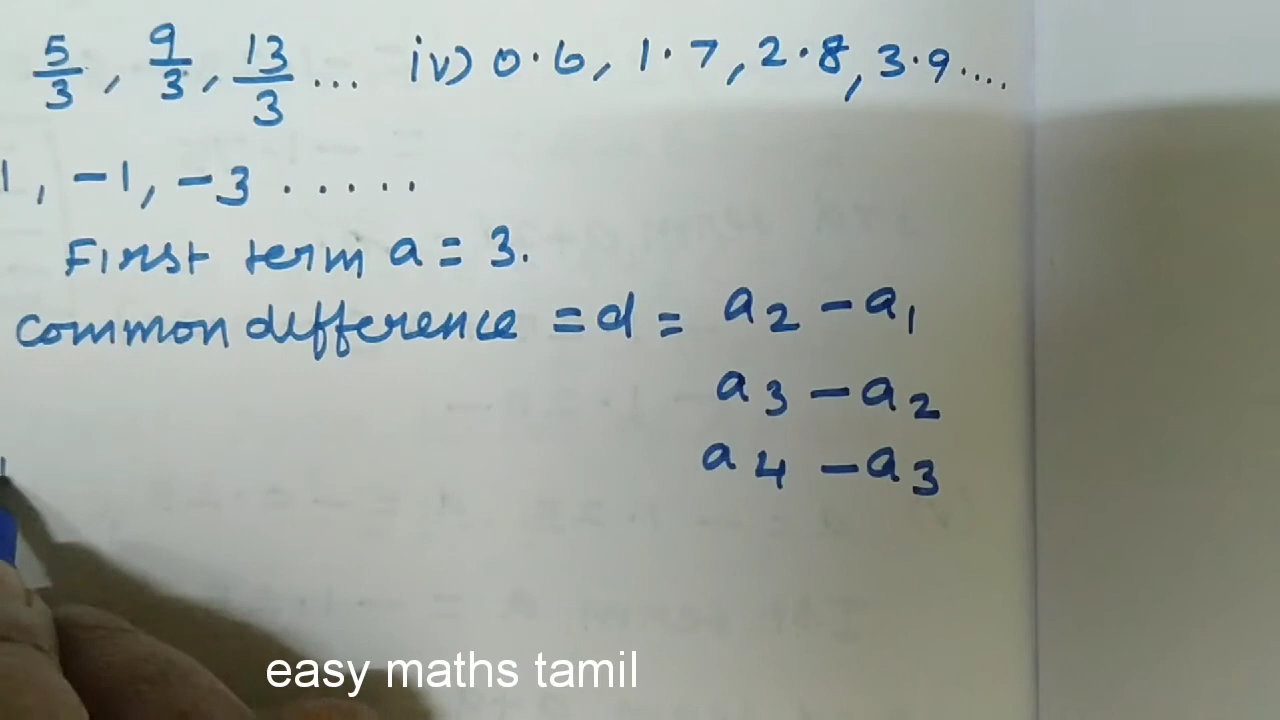 5/3, 9/3, 13/3 ... iv) 0.6, 1.7, 2.8, 3.9....
1, -1, -3 .....
First term a = 3.
Common difference = d = a₂ - a₁
a₃ - a₂
a₄ - a₃
easy maths tamil